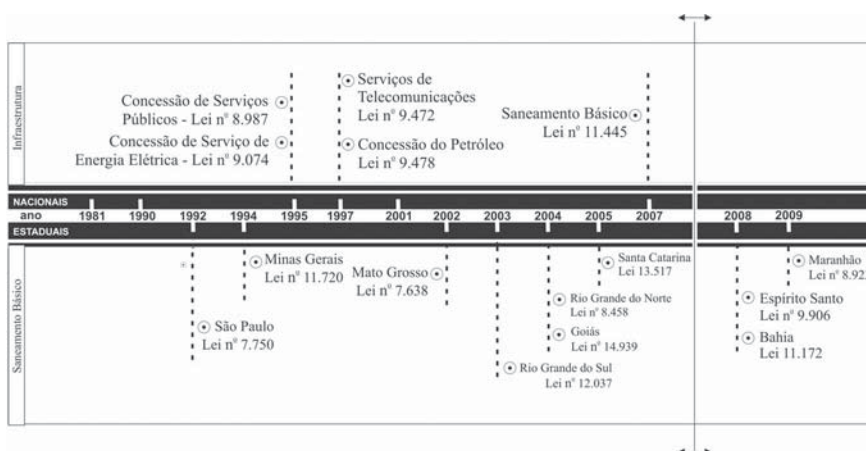 Infraestrutura
Concessão de Serviços
Públicos - Lei nº 8.987
Concessão de Serviço de
Energia Elétrica - Lei nº 9.074
Serviços de
Telecomunicações
Lei nº 9.472
Concessão do Petróleo
Lei nº 9.478
Saneamento Básico
Lei nº 11.445
NACIONAIS
ano 1981 1990 1992 1994 1995 1997 2001 2002 2003 2004 2005 2007 2008 2009
ESTADUAIS
Saneamento Básico
São Paulo
Lei nº 7.750
Minas Gerais
Lei nº 11.720
Mato Grosso
Lei nº 7.638
Rio Grande do Sul
Lei nº 12.037
Rio Grande do Norte
Lei nº 8.458
Goiás
Lei nº 14.939
Santa Catarina
Lei 13.517
Espírito Santo
Lei nº 9.906
Bahia
Lei 11.172
Maranhão
Lei nº 8.92